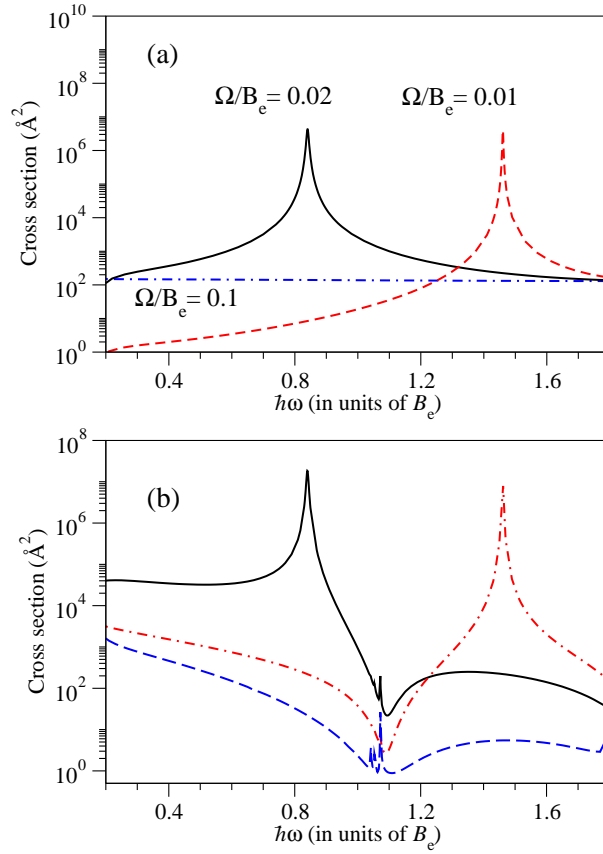 10^10
(a)
Ω/B_e = 0.02 Ω/B_e = 0.01
10^8
Cross section (Å^2)
10^6
10^4
10^2
Ω/B_e = 0.1
10^0
0.4 0.8 1.2 1.6
ħω (in units of B_e)
10^8
(b)
Cross section (Å^2)
10^6
10^4
10^2
10^0
0.4 0.8 1.2 1.6
ħω (in units of B_e)